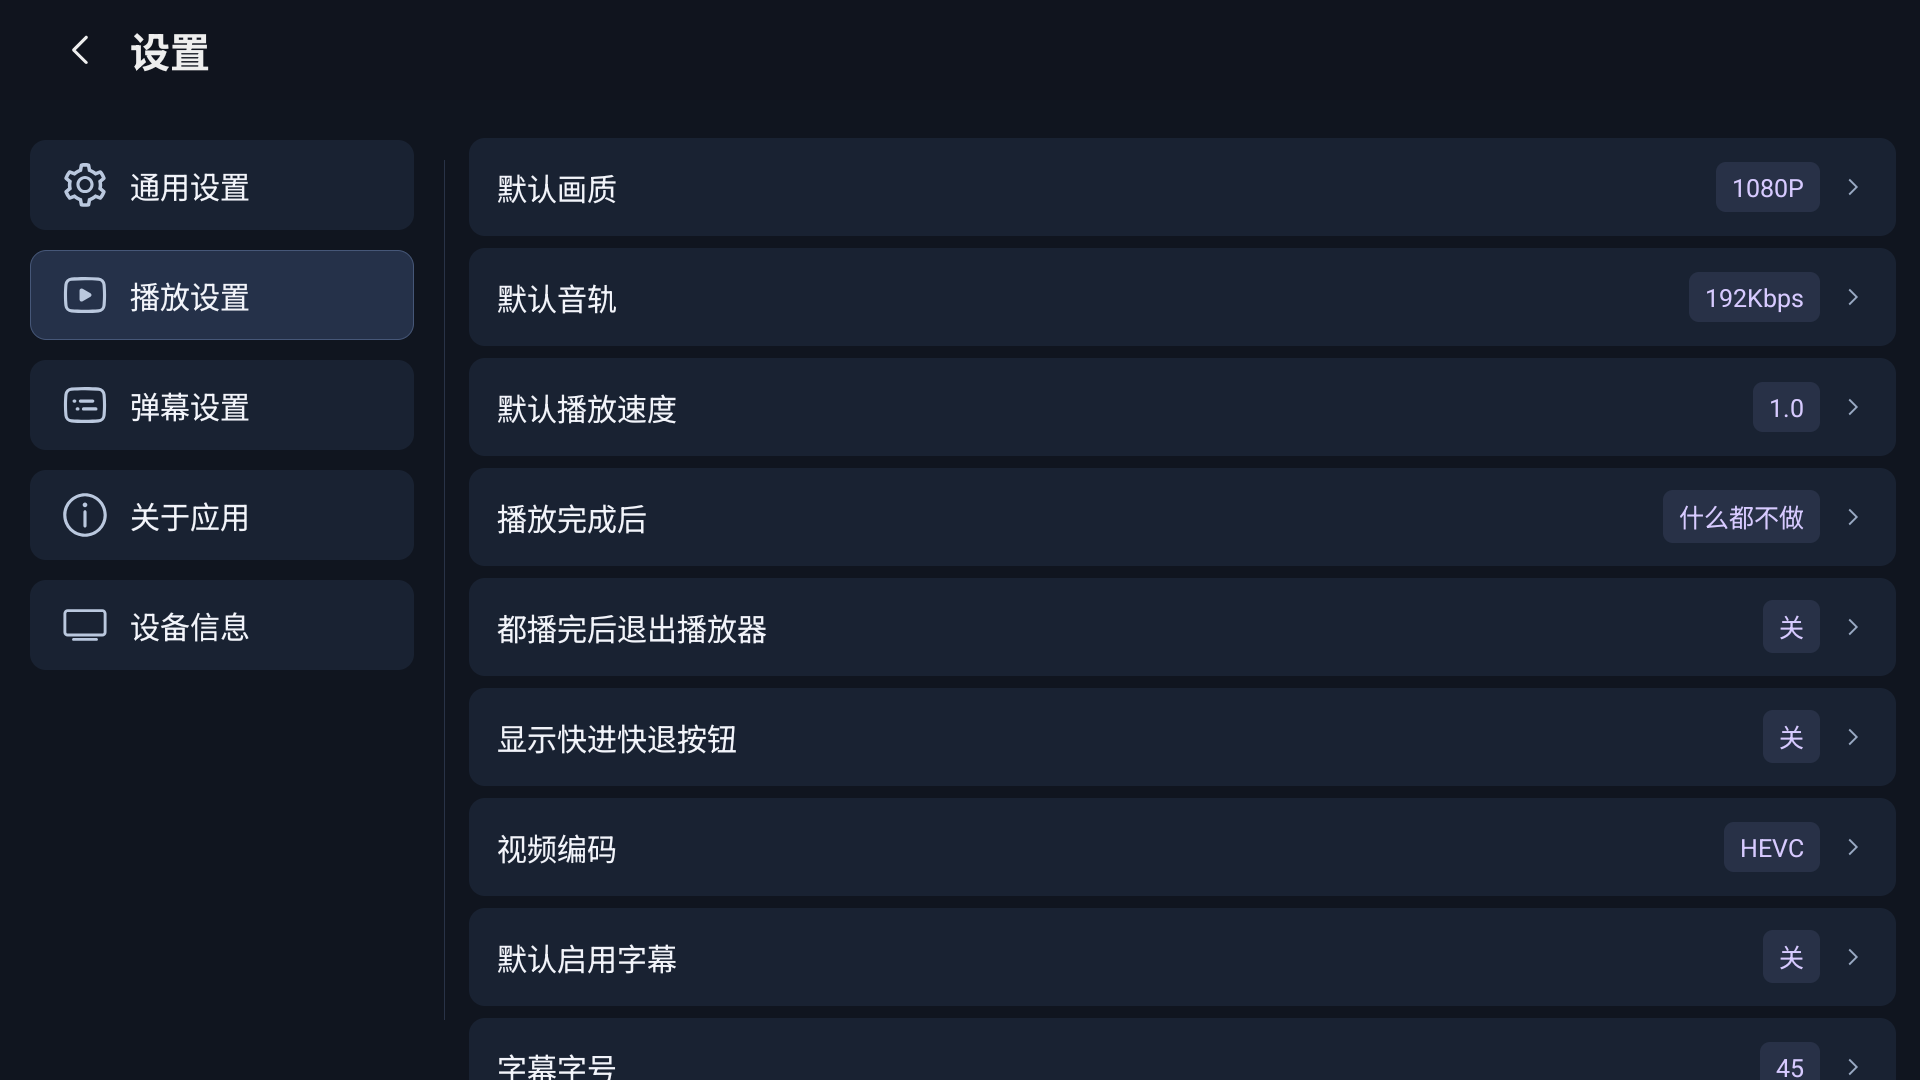 设置
通用设置
播放设置
弹幕设置
关于应用
设备信息
默认画质 1080P
默认音轨 192Kbps
默认播放速度 1.0
播放完成后 什么都不做
都播完后退出播放器 关
显示快进快退按钮 关
视频编码 HEVC
默认启用字幕 关
字幕字号 45